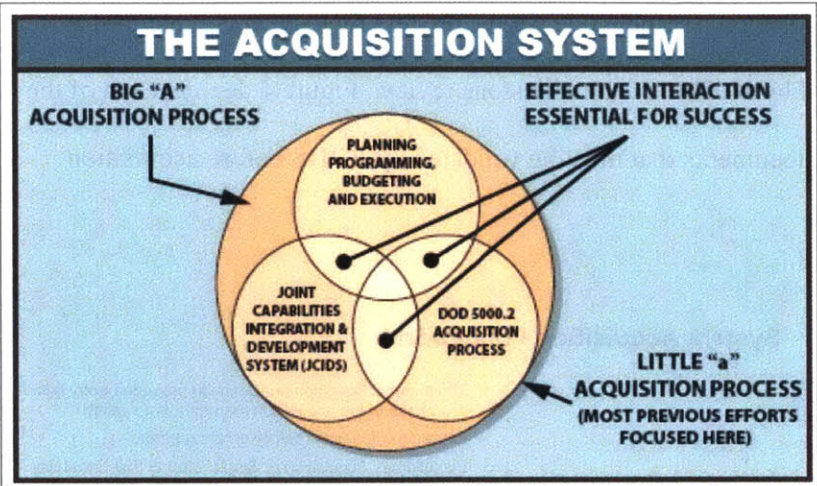 THE ACQUISITION SYSTEM
BIG “A”
ACQUISITION PROCESS
EFFECTIVE INTERACTION
ESSENTIAL FOR SUCCESS
PLANNING
PROGRAMMING,
BUDGETING
AND EXECUTION
JOINT
CAPABILITIES
INTEGRATION &
DEVELOPMENT
SYSTEM (JCIDS)
DOD 5000.2
ACQUISITION
PROCESS
LITTLE “a”
ACQUISITION PROCESS
(MOST PREVIOUS EFFORTS
FOCUSED HERE)